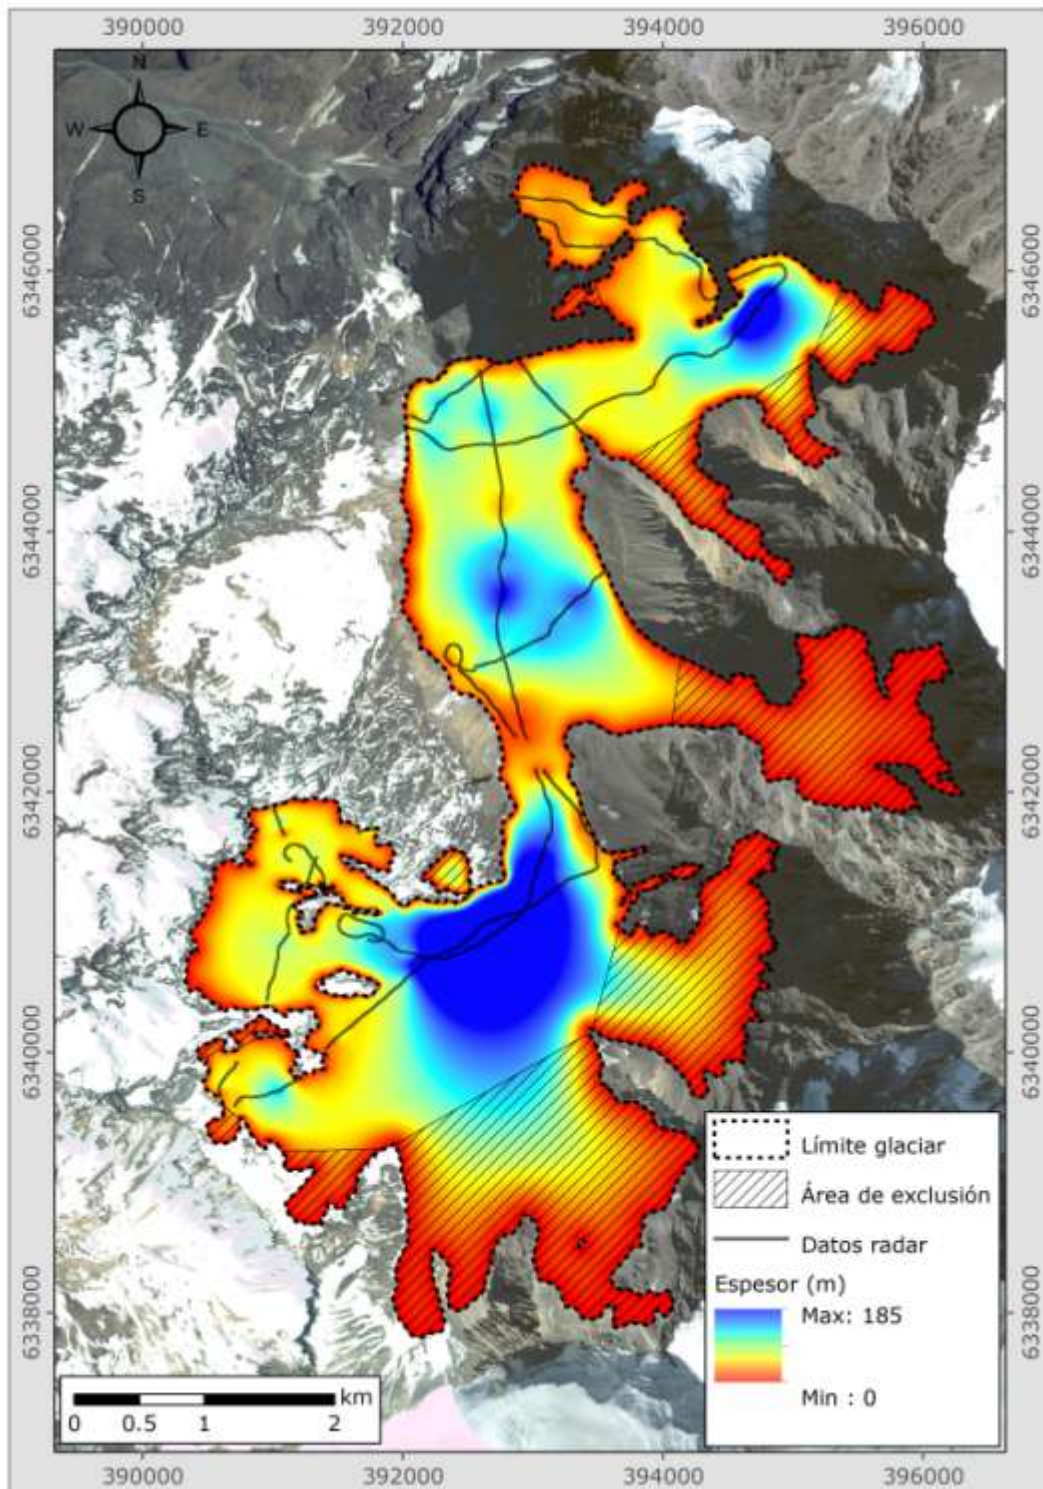 390000 392000 394000 396000
N
W E
S
6346000 6346000
6344000 6344000
6342000 6342000
6340000 6340000
6338000 6338000
Límite glaciar
Área de exclusión
Datos radar
Espesor (m)
Max: 185
Min : 0
km
0 0.5 1 2
390000 392000 394000 396000